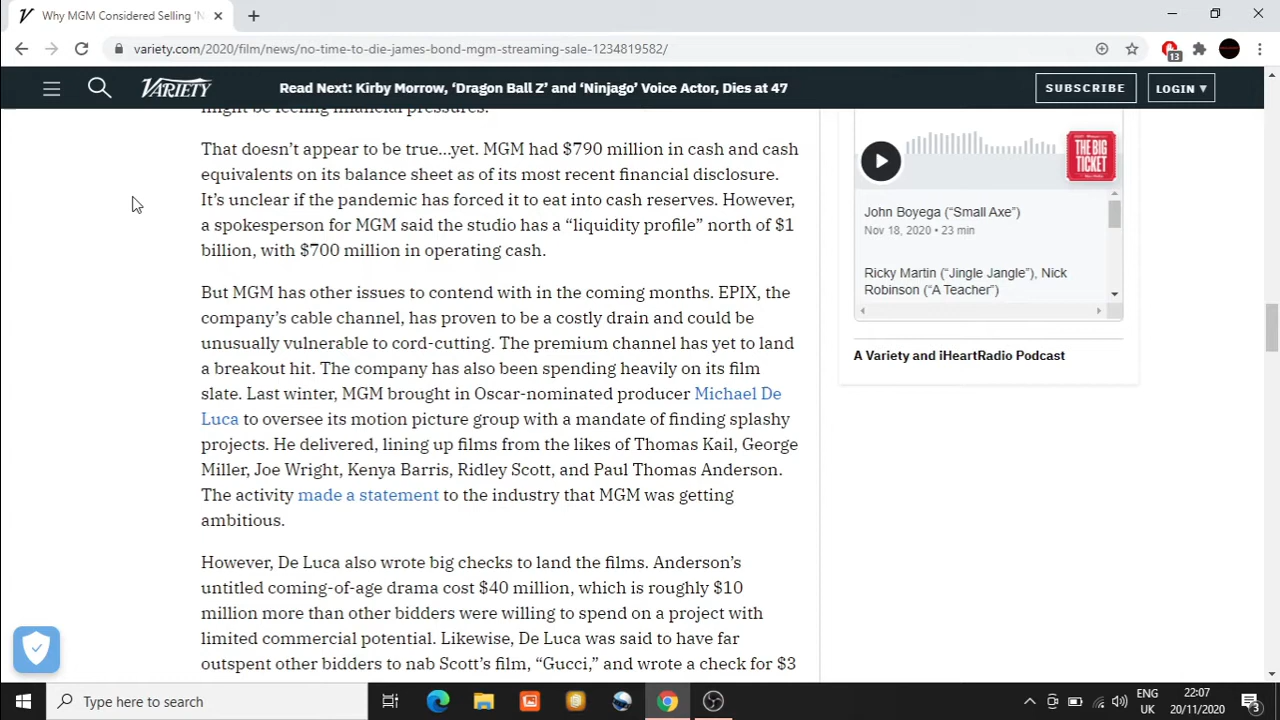 Why MGM Considered Selling 'N
variety.com/2020/film/news/no-time-to-die-james-bond-mgm-streaming-sale-1234819582/
13
VARIETY
Read Next: Kirby Morrow, ‘Dragon Ball Z’ and ‘Ninjago’ Voice Actor, Dies at 47
SUBSCRIBE
LOGIN ▾
might be feeling financial pressures.
That doesn’t appear to be true…yet. MGM had $790 million in cash and cash
equivalents on its balance sheet as of its most recent financial disclosure.
It’s unclear if the pandemic has forced it to eat into cash reserves. However,
a spokesperson for MGM said the studio has a “liquidity profile” north of $1
billion, with $700 million in operating cash.
But MGM has other issues to contend with in the coming months. EPIX, the
company’s cable channel, has proven to be a costly drain and could be
unusually vulnerable to cord-cutting. The premium channel has yet to land
a breakout hit. The company has also been spending heavily on its film
slate. Last winter, MGM brought in Oscar-nominated producer Michael De
Luca to oversee its motion picture group with a mandate of finding splashy
projects. He delivered, lining up films from the likes of Thomas Kail, George
Miller, Joe Wright, Kenya Barris, Ridley Scott, and Paul Thomas Anderson.
The activity made a statement to the industry that MGM was getting
ambitious.
However, De Luca also wrote big checks to land the films. Anderson’s
untitled coming-of-age drama cost $40 million, which is roughly $10
million more than other bidders were willing to spend on a project with
limited commercial potential. Likewise, De Luca was said to have far
outspent other bidders to nab Scott’s film, “Gucci,” and wrote a check for $3
THE BIG
TICKET
John Boyega (“Small Axe”)
Nov 18, 2020 • 23 min
Ricky Martin (“Jingle Jangle”), Nick
Robinson (“A Teacher”)
A Variety and iHeartRadio Podcast
Type here to search
ENG
UK
22:07
20/11/2020
3